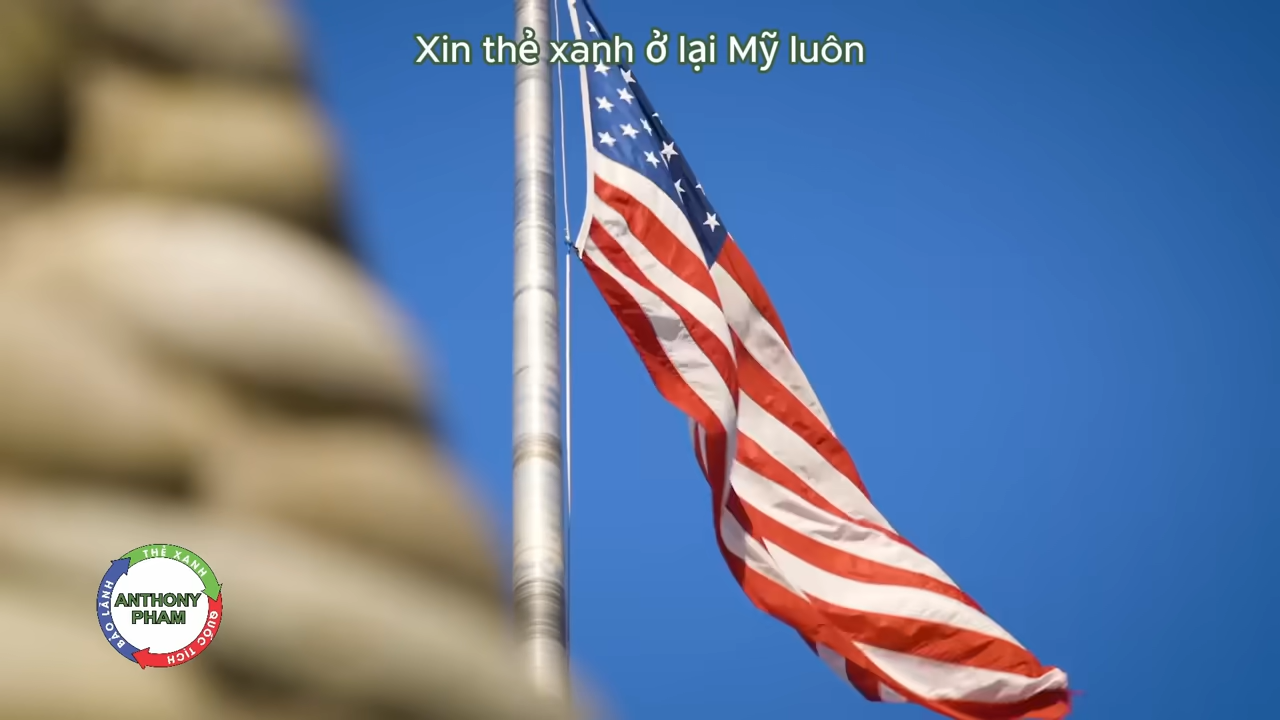 Xin thẻ xanh ở lại Mỹ luôn
THẺ XANH
BẢO LÃNH
ANTHONY
PHAM
QUỐC TỊCH